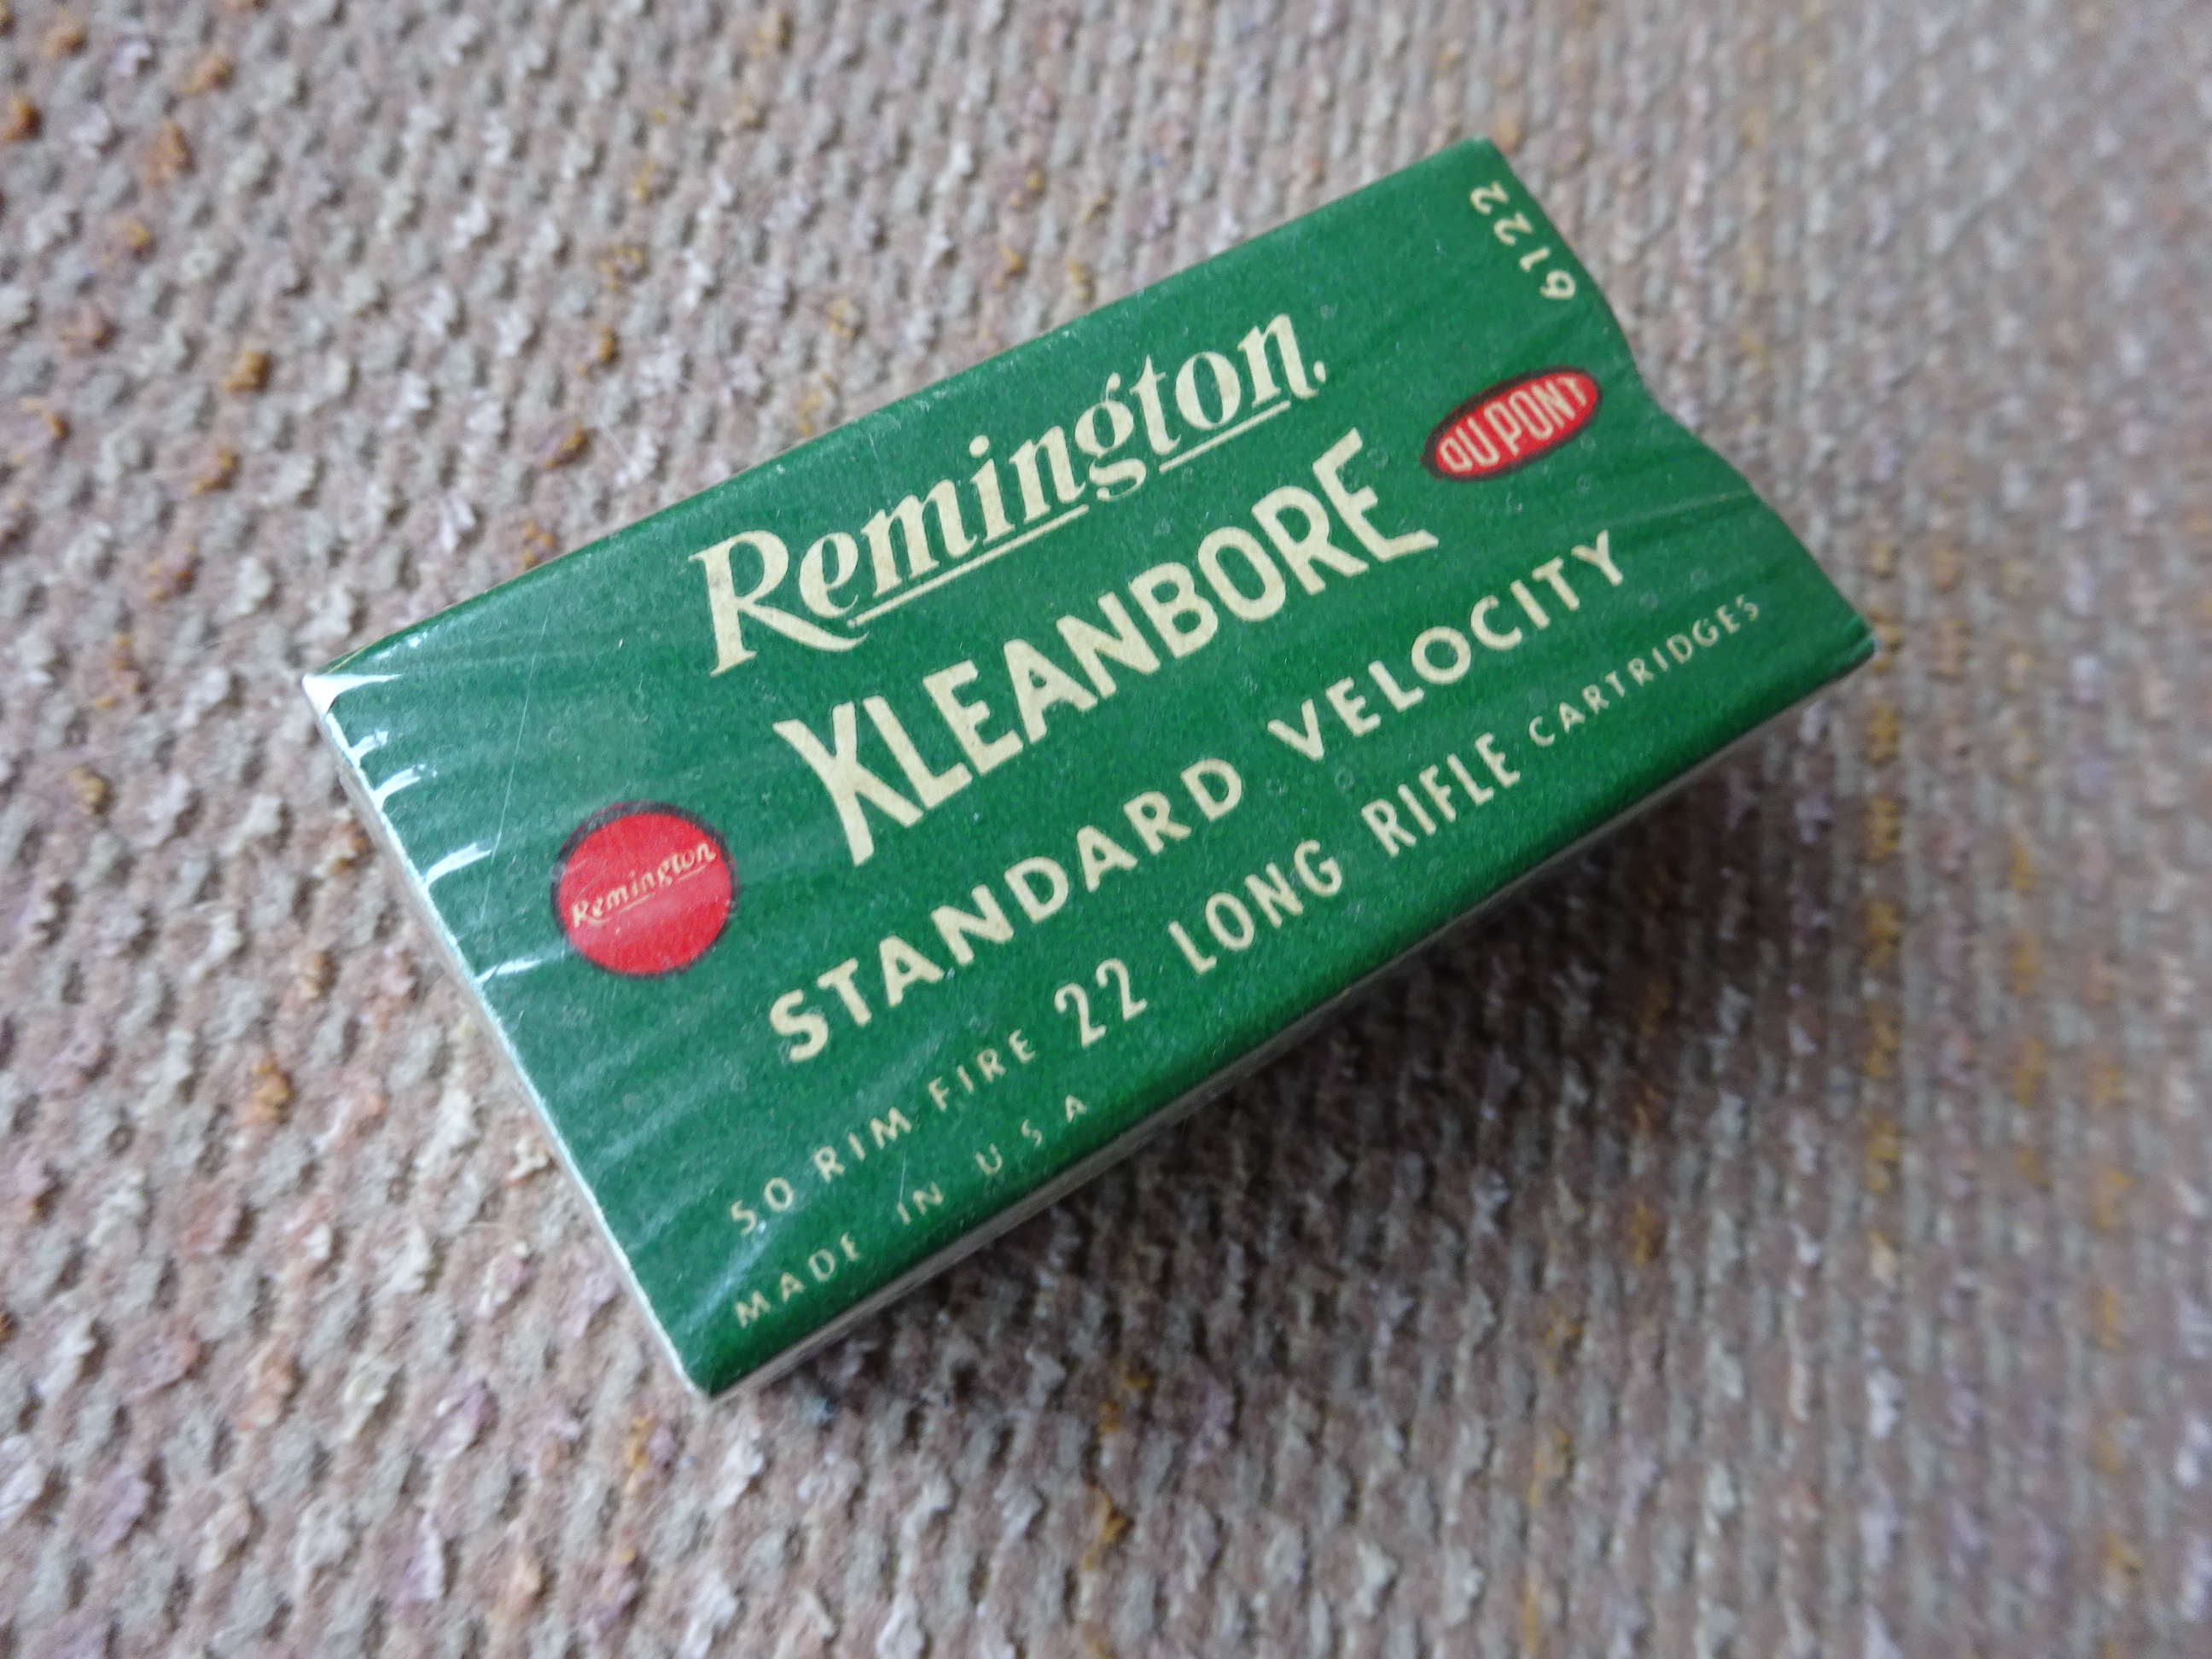 6122
Remington.
DU PONT
KLEANBORE
Remington
STANDARD VELOCITY
50 RIM FIRE 22 LONG RIFLE CARTRIDGES
MADE IN U S A